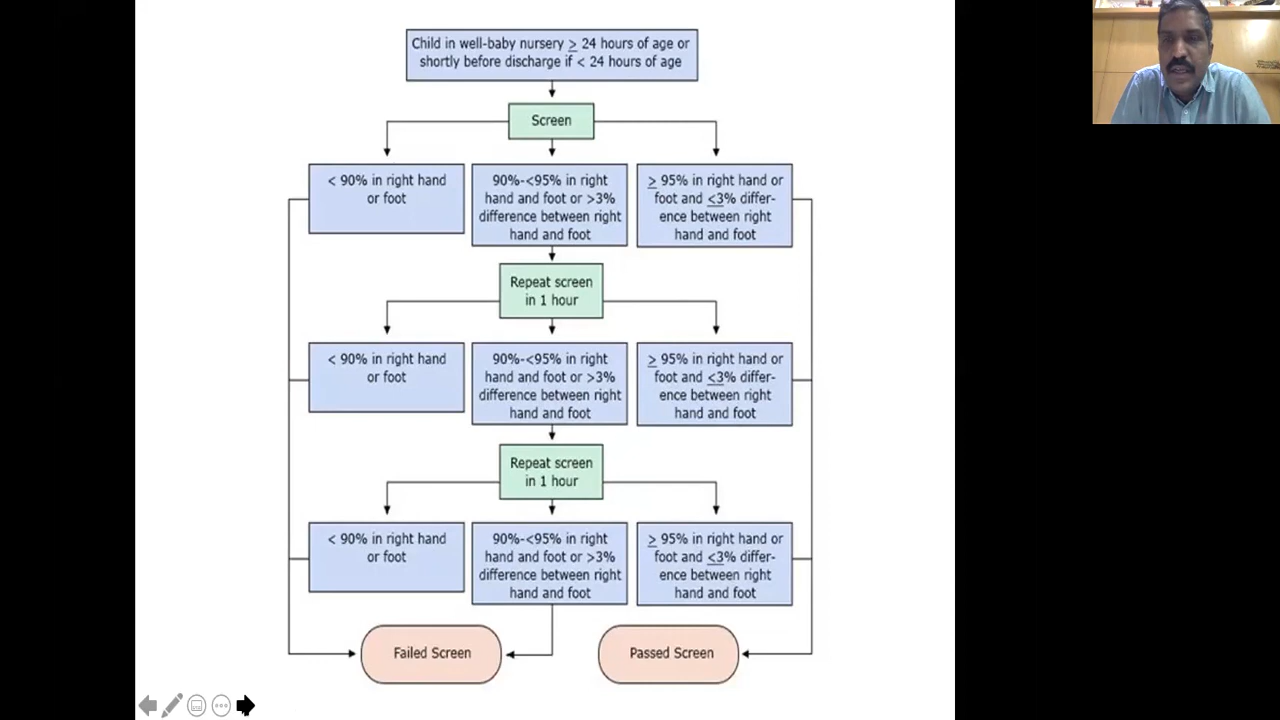 Child in well-baby nursery ≥ 24 hours of age or
shortly before discharge if < 24 hours of age
Screen
< 90% in right hand
or foot
90%-<95% in right
hand and foot or >3%
difference between right
hand and foot
≥ 95% in right hand or
foot and ≤3% differ-
ence between right
hand and foot
Repeat screen
in 1 hour
< 90% in right hand
or foot
90%-<95% in right
hand and foot or >3%
difference between right
hand and foot
≥ 95% in right hand or
foot and ≤3% differ-
ence between right
hand and foot
Repeat screen
in 1 hour
< 90% in right hand
or foot
90%-<95% in right
hand and foot or >3%
difference between right
hand and foot
≥ 95% in right hand or
foot and ≤3% differ-
ence between right
hand and foot
Failed Screen
Passed Screen